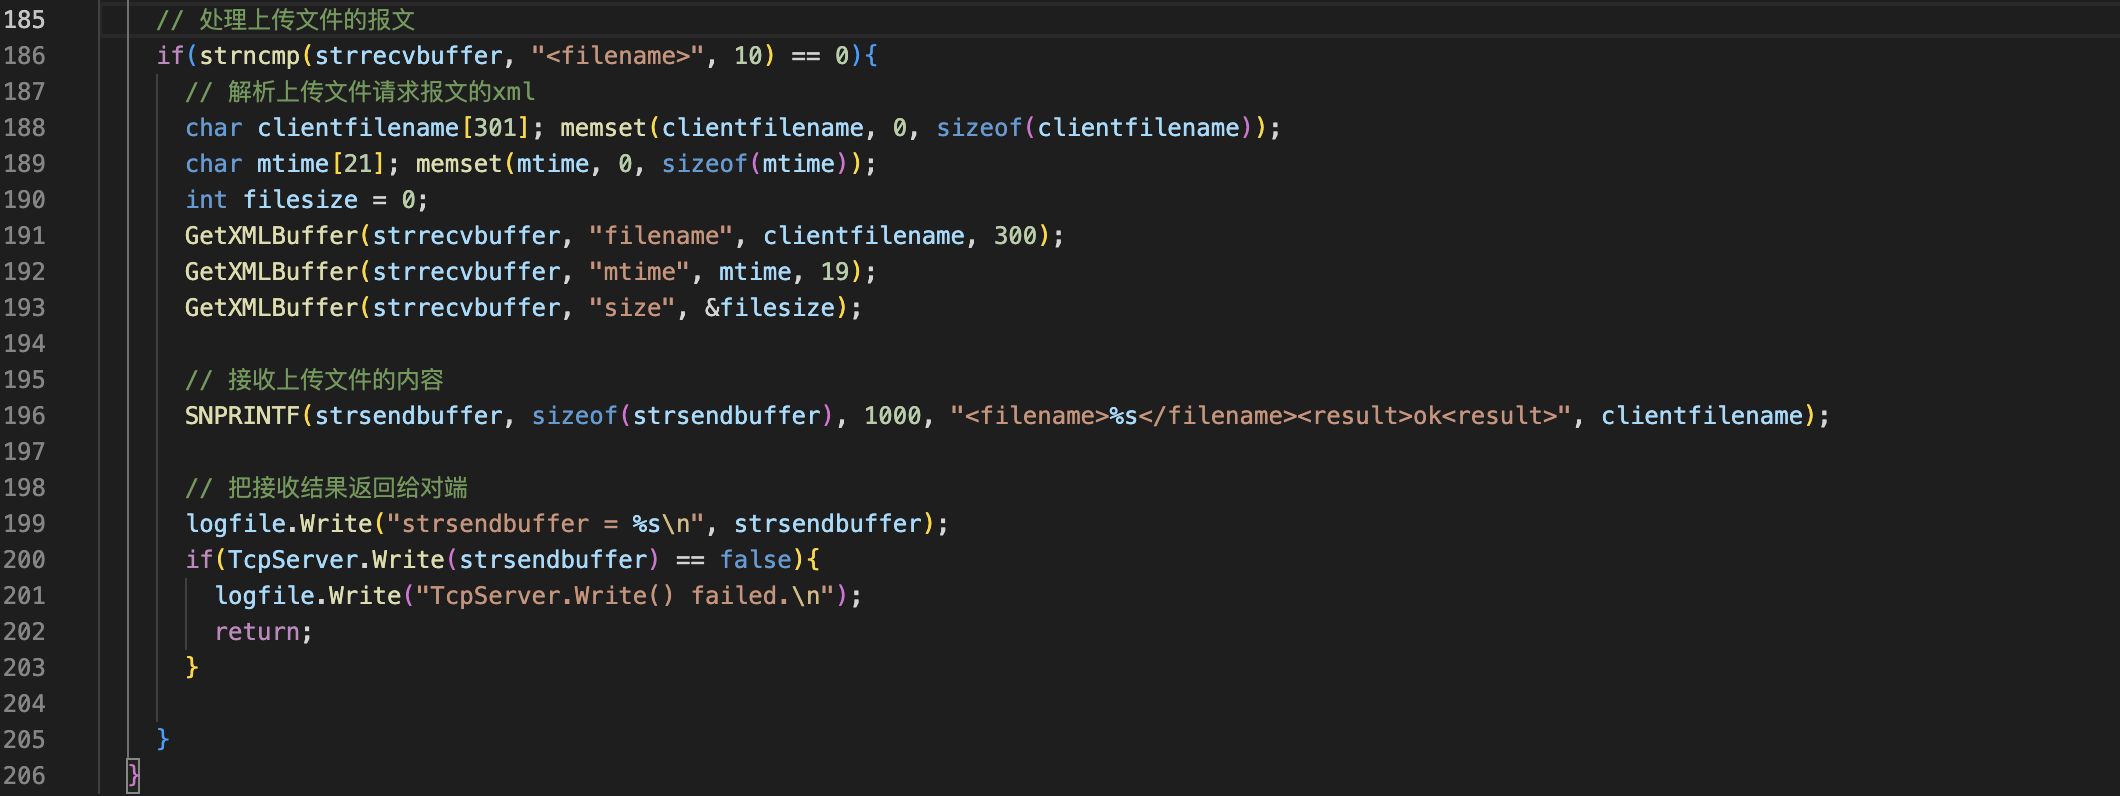 185 // 处理上传文件的报文
186 if(strncmp(strrecvbuffer, "<filename>", 10) == 0){
187 // 解析上传文件请求报文的xml
188 char clientfilename[301]; memset(clientfilename, 0, sizeof(clientfilename));
189 char mtime[21]; memset(mtime, 0, sizeof(mtime));
190 int filesize = 0;
191 GetXMLBuffer(strrecvbuffer, "filename", clientfilename, 300);
192 GetXMLBuffer(strrecvbuffer, "mtime", mtime, 19);
193 GetXMLBuffer(strrecvbuffer, "size", &filesize);
194
195 // 接收上传文件的内容
196 SNPRINTF(strsendbuffer, sizeof(strsendbuffer), 1000, "<filename>%s</filename><result>ok<result>", clientfilename);
197
198 // 把接收结果返回给对端
199 logfile.Write("strsendbuffer = %s\n", strsendbuffer);
200 if(TcpServer.Write(strsendbuffer) == false){
201 logfile.Write("TcpServer.Write() failed.\n");
202 return;
203 }
204
205 }
206 }